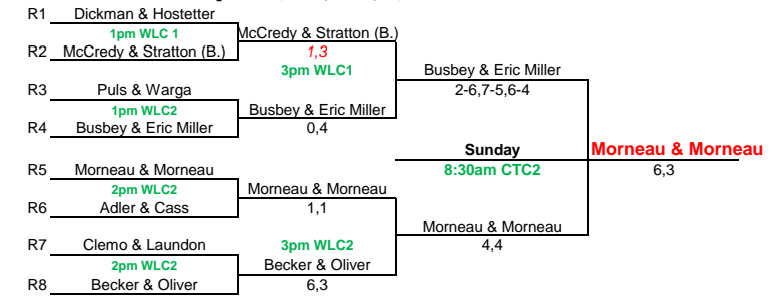 R1 Dickman & Hostetter
1pm WLC 1
McCredy & Stratton (B.)
R2 McCredy & Stratton (B.)
1,3
3pm WLC1
Busbey & Eric Miller
R3 Puls & Warga
2-6,7-5,6-4
1pm WLC2
Busbey & Eric Miller
R4 Busbey & Eric Miller
0,4
Sunday
Morneau & Morneau
R5 Morneau & Morneau
8:30am CTC2
6,3
2pm WLC2
Morneau & Morneau
R6 Adler & Cass
1,1
Morneau & Morneau
R7 Clemo & Laundon
3pm WLC2
4,4
2pm WLC2
Becker & Oliver
R8 Becker & Oliver
6,3